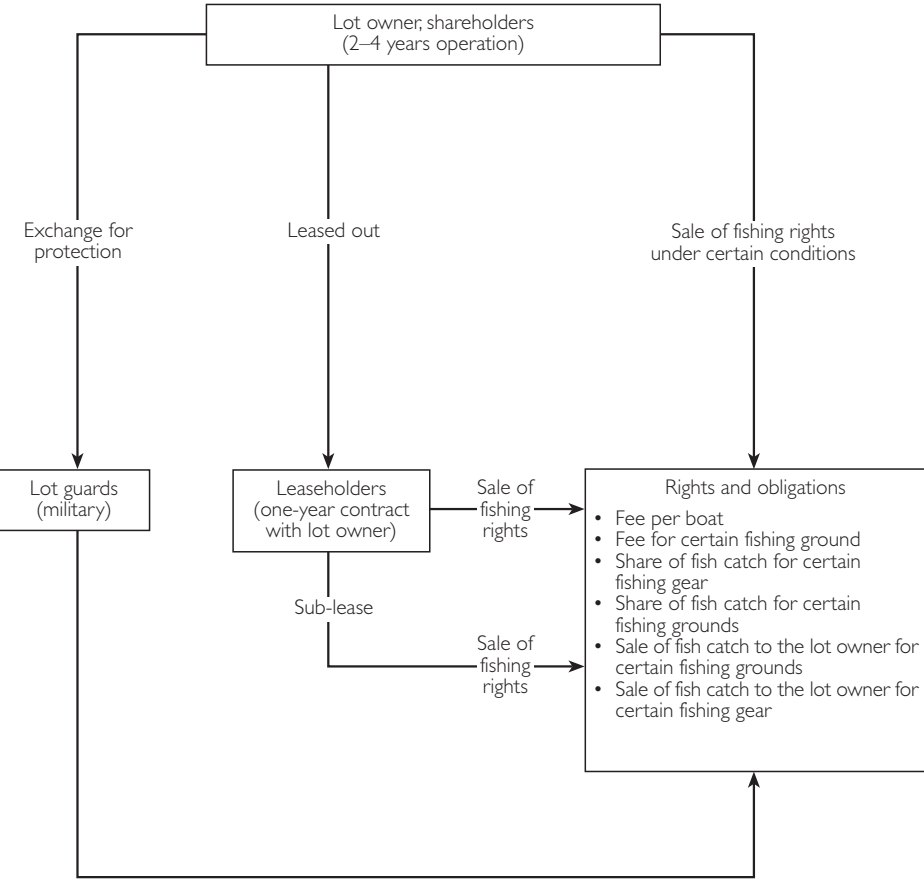 Lot owner, shareholders
(2–4 years operation)
Exchange for
protection
Leased out
Sale of fishing rights
under certain conditions
Lot guards
(military)
Leaseholders
(one-year contract
with lot owner)
Sale of
fishing
rights
Sub-lease
Sale of
fishing
rights
Rights and obligations
• Fee per boat
• Fee for certain fishing ground
• Share of fish catch for certain
fishing gear
• Share of fish catch for certain
fishing grounds
• Sale of fish catch to the lot owner for
certain fishing grounds
• Sale of fish catch to the lot owner for
certain fishing gear